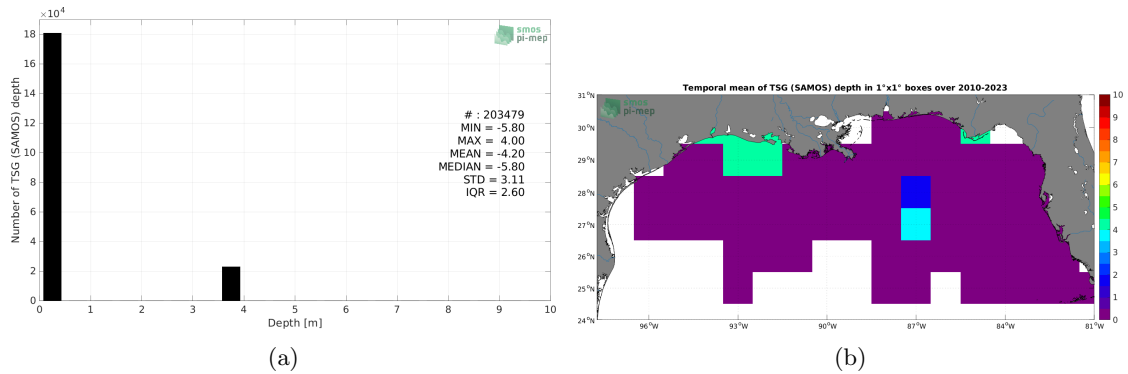 ×10⁴
18
16
14
12
10
8
6
4
2
0
Number of TSG (SAMOS) depth
0 1 2 3 4 5 6 7 8 9 10
Depth [m]
smos
pi-mep
# : 203479
MIN = -5.80
MAX = 4.00
MEAN = -4.20
MEDIAN = -5.80
STD = 3.11
IQR = 2.60
(a)
Temporal mean of TSG (SAMOS) depth in 1°x1° boxes over 2010-2023
smos
pi-mep
31°N
30°N
29°N
28°N
27°N
26°N
25°N
24°N
96°W 93°W 90°W 87°W 84°W 81°W
10
9
8
7
6
5
4
3
2
1
0
(b)